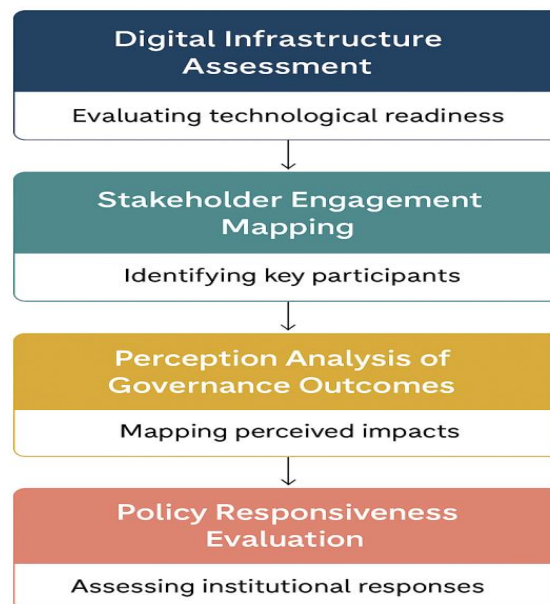 Digital Infrastructure
Assessment
Evaluating technological readiness
Stakeholder Engagement
Mapping
Identifying key participants
Perception Analysis of
Governance Outcomes
Mapping perceived impacts
Policy Responsiveness
Evaluation
Assessing institutional responses